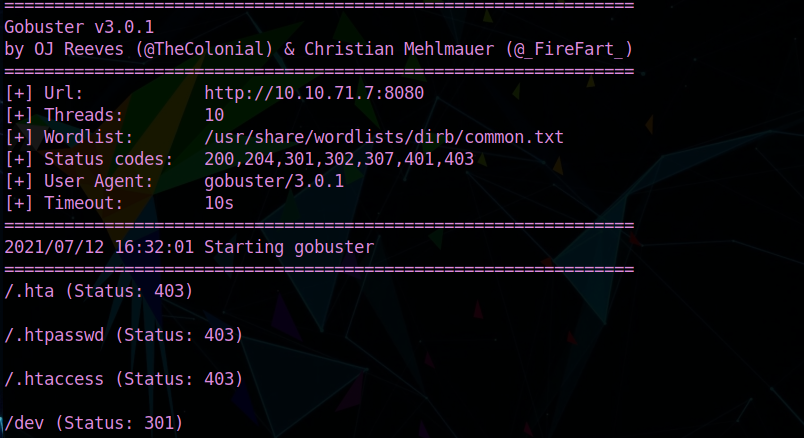 ===============================================================
Gobuster v3.0.1
by OJ Reeves (@TheColonial) & Christian Mehlmauer (@_FireFart_)
===============================================================
[+] Url:            http://10.10.71.7:8080
[+] Threads:        10
[+] Wordlist:       /usr/share/wordlists/dirb/common.txt
[+] Status codes:   200,204,301,302,307,401,403
[+] User Agent:     gobuster/3.0.1
[+] Timeout:        10s
===============================================================
2021/07/12 16:32:01 Starting gobuster
===============================================================
/.hta (Status: 403)
/.htpasswd (Status: 403)
/.htaccess (Status: 403)
/dev (Status: 301)